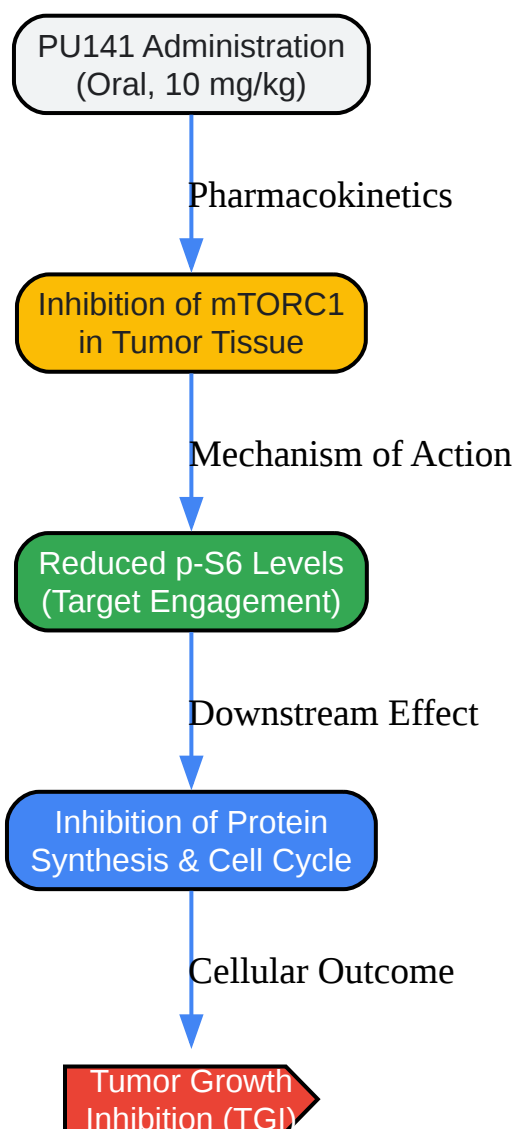 PU141 Administration
(Oral, 10 mg/kg)
Pharmacokinetics
Inhibition of mTORC1
in Tumor Tissue
Mechanism of Action
Reduced p-S6 Levels
(Target Engagement)
Downstream Effect
Inhibition of Protein
Synthesis & Cell Cycle
Cellular Outcome
Tumor Growth
Inhibition (TGI)